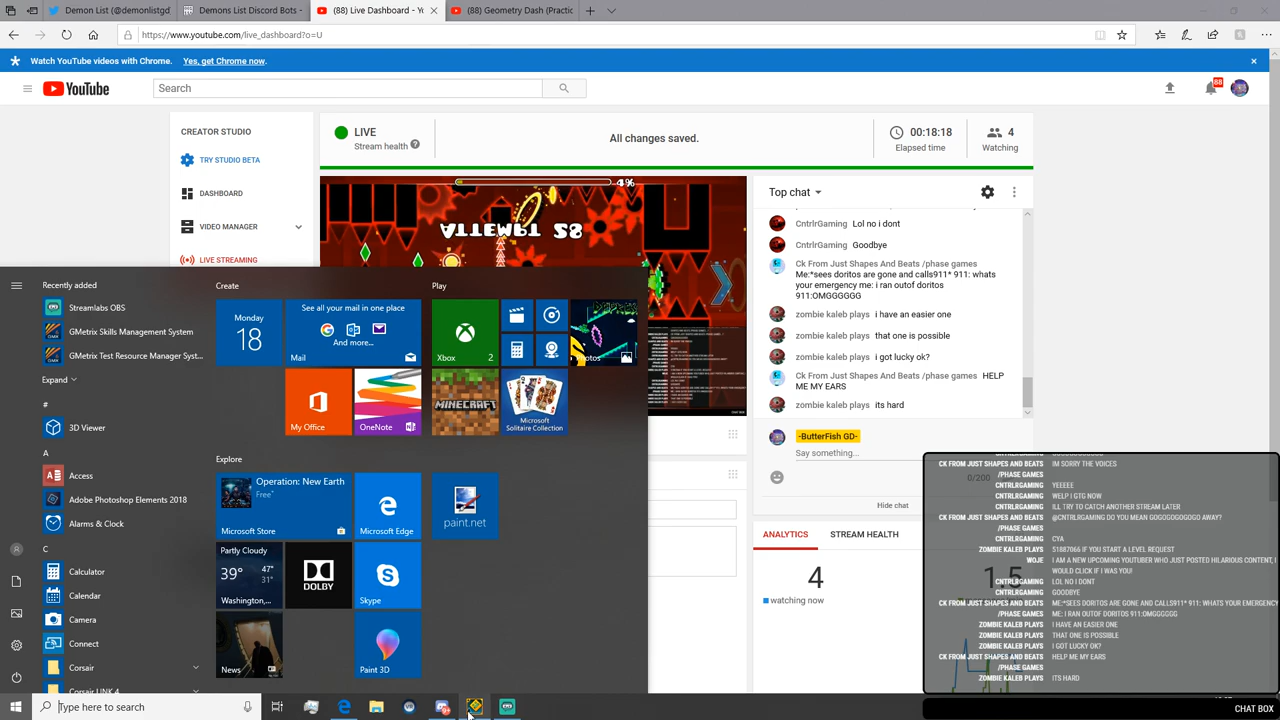 Demon List (@demonlistgd
Demons List Discord Bots -
(88) Live Dashboard - Yo
(88) Geometry Dash (Practic
https://www.youtube.com/live_dashboard?o=U
Watch YouTube videos with Chrome. Yes, get Chrome now.
YouTube
Search
88
CREATOR STUDIO
TRY STUDIO BETA
DASHBOARD
VIDEO MANAGER
LIVE STREAMING
LIVE
Stream health
All changes saved.
00:18:18
Elapsed time
4
Watching
ATTEMPT 28
Top chat
CntrlrGaming Lol no i dont
CntrlrGaming Goodbye
Ck From Just Shapes And Beats /phase games
Me:*sees doritos are gone and calls911* 911: whats
your emergency me: i ran outof doritos
911:OMGGGGGG
zombie kaleb plays i have an easier one
zombie kaleb plays that one is possible
zombie kaleb plays i got lucky ok?
Ck From Just Shapes And Beats /phase games HELP
ME MY EARS
zombie kaleb plays its hard
-ButterFish GD-
Say something...
0/200
Hide chat
ANALYTICS
STREAM HEALTH
4
watching now
1.5
Recently added
Streamlabs OBS
GMetrix Skills Management System
GMetrix Test Resource Manager Syst...
Expand
#
3D Viewer
A
Access
Adobe Photoshop Elements 2018
Alarms & Clock
C
Calculator
Calendar
Camera
Connect
Corsair
Corsair LINK 4
Create
Monday
18
See all your mail in one place
And more...
Mail
My Office
OneNote
Play
Xbox
2
Photos
MINECRAFT
Microsoft
Solitaire Collection
Explore
Operation: New Earth
Free*
Microsoft Store
Microsoft Edge
paint.net
Partly Cloudy
39°
47°
31°
Washington,...
DOLBY
Skype
News
Paint 3D
Type here to search
CK FROM JUST SHAPES AND BEATS IM SORRY THE VOICES
/PHASE GAMES
CNTRLRGAMING YEEEEE
CNTRLRGAMING WELP I GTG NOW
CNTRLRGAMING ILL TRY TO CATCH ANOTHER STREAM LATER
CK FROM JUST SHAPES AND BEATS @CNTRLRGAMING DO YOU MEAN GOGOGOGOGOGO AWAY?
/PHASE GAMES
CNTRLRGAMING CYA
ZOMBIE KALEB PLAYS 51887066 IF YOU START A LEVEL REQUEST
WOJE I AM A NEW UPCOMING YOUTUBER WHO JUST POSTED HILARIOUS CONTENT, I
WOULD CLICK IF I WAS YOU!
CNTRLRGAMING LOL NO I DONT
CNTRLRGAMING GOODBYE
CK FROM JUST SHAPES AND BEATS ME:*SEES DORITOS ARE GONE AND CALLS911* 911: WHATS YOUR EMERGENCY
/PHASE GAMES ME: I RAN OUTOF DORITOS 911:OMGGGGGG
ZOMBIE KALEB PLAYS I HAVE AN EASIER ONE
ZOMBIE KALEB PLAYS THAT ONE IS POSSIBLE
ZOMBIE KALEB PLAYS I GOT LUCKY OK?
CK FROM JUST SHAPES AND BEATS HELP ME MY EARS
/PHASE GAMES
ZOMBIE KALEB PLAYS ITS HARD
CHAT BOX